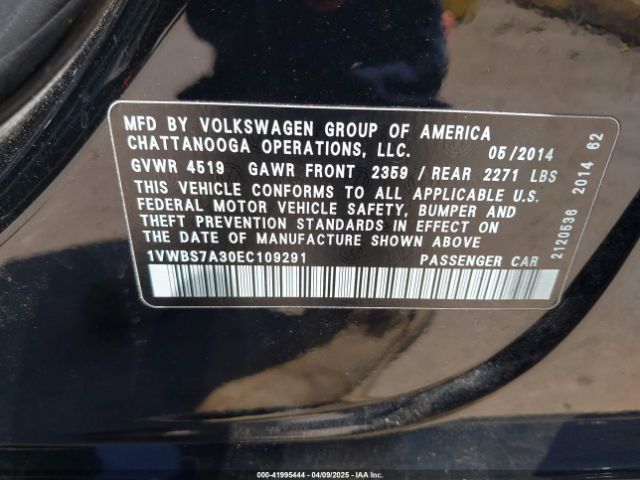 MFD BY VOLKSWAGEN GROUP OF AMERICA
CHATTANOOGA OPERATIONS, LLC. 05/2014
GVWR 4519 GAWR FRONT 2359 / REAR 2271 LBS
THIS VEHICLE CONFORMS TO ALL APPLICABLE U.S.
FEDERAL MOTOR VEHICLE SAFETY, BUMPER AND
THEFT PREVENTION STANDARDS IN EFFECT ON
THE DATE OF MANUFACTURE SHOWN ABOVE
1VWBS7A30EC109291 PASSENGER CAR
2120536 2014 62
000-41995444 - 04/09/2025 - IAA Inc.